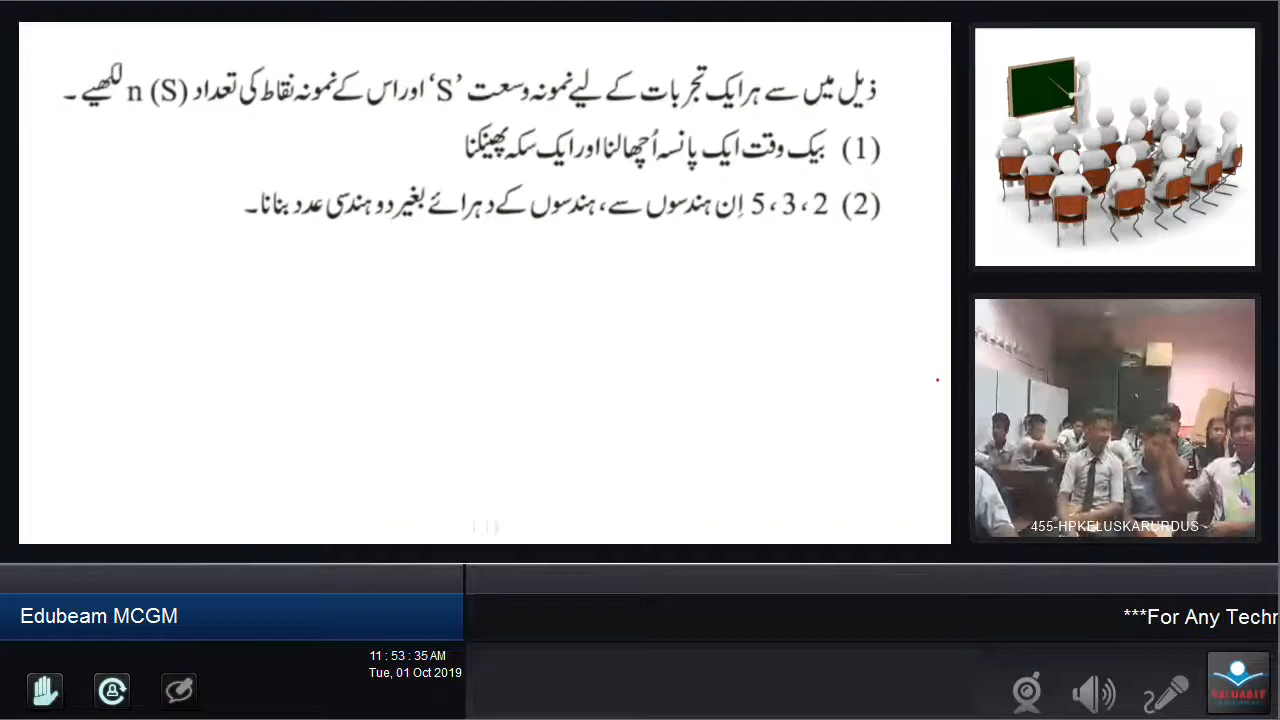 ذیل میں سے ہر ایک تجربات کے لیے نمونہ وسعت ‘S’ اور اس کے نمونہ نقاط کی تعداد n (S) لکھیے ۔
(1) بیک وقت ایک پانسہ اُچھالنا اور ایک سکہ پھینکنا
(2) 2 ، 3 ، 5 اِن ہندسوں سے، ہندسوں کے دہرائے بغیر دو ہندسی عدد بنانا ۔
455-HPKELUSKARURDUS
Edubeam MCGM
***For Any Techn
11 : 53 : 35 AM
Tue, 01 Oct 2019
VALUABLE